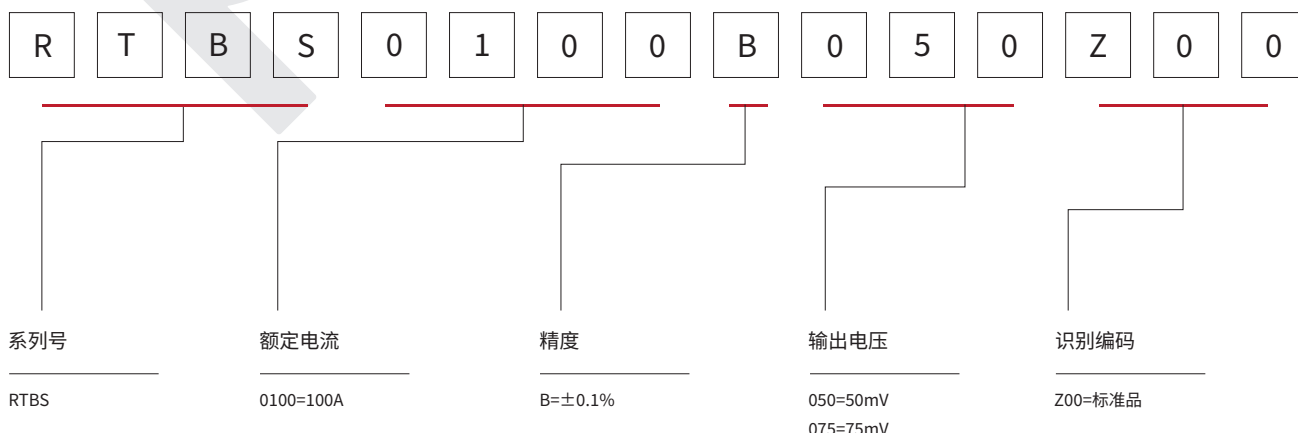 R T B S 0 1 0 0 B 0 5 0 Z 0 0
系列号 额定电流 精度 输出电压 识别编码
RTBS 0100=100A B=±0.1% 050=50mV Z00=标准品
075=75mV